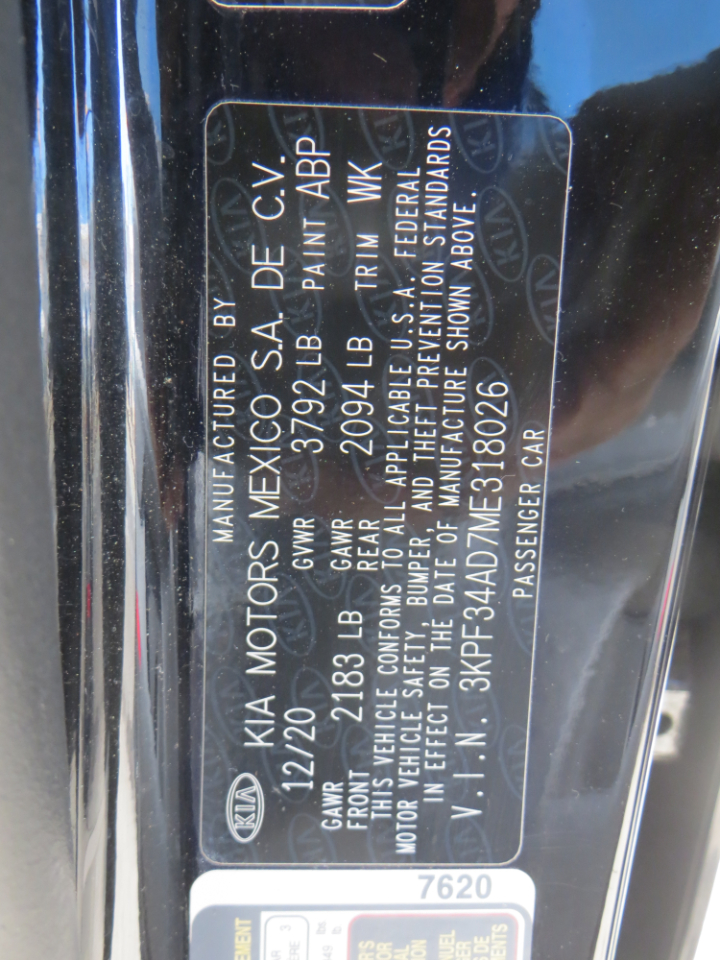 KIA
MANUFACTURED BY
KIA MOTORS MEXICO S.A. DE C.V.
12/20 GVWR 3792 LB PAINT ABP
GAWR FRONT 2183 LB GAWR REAR 2094 LB TRIM WK
THIS VEHICLE CONFORMS TO ALL APPLICABLE U.S.A. FEDERAL
MOTOR VEHICLE SAFETY, BUMPER, AND THEFT PREVENTION STANDARDS
IN EFFECT ON THE DATE OF MANUFACTURE SHOWN ABOVE.
V.I.N. 3KPF34AD7ME318026
PASSENGER CAR
7620